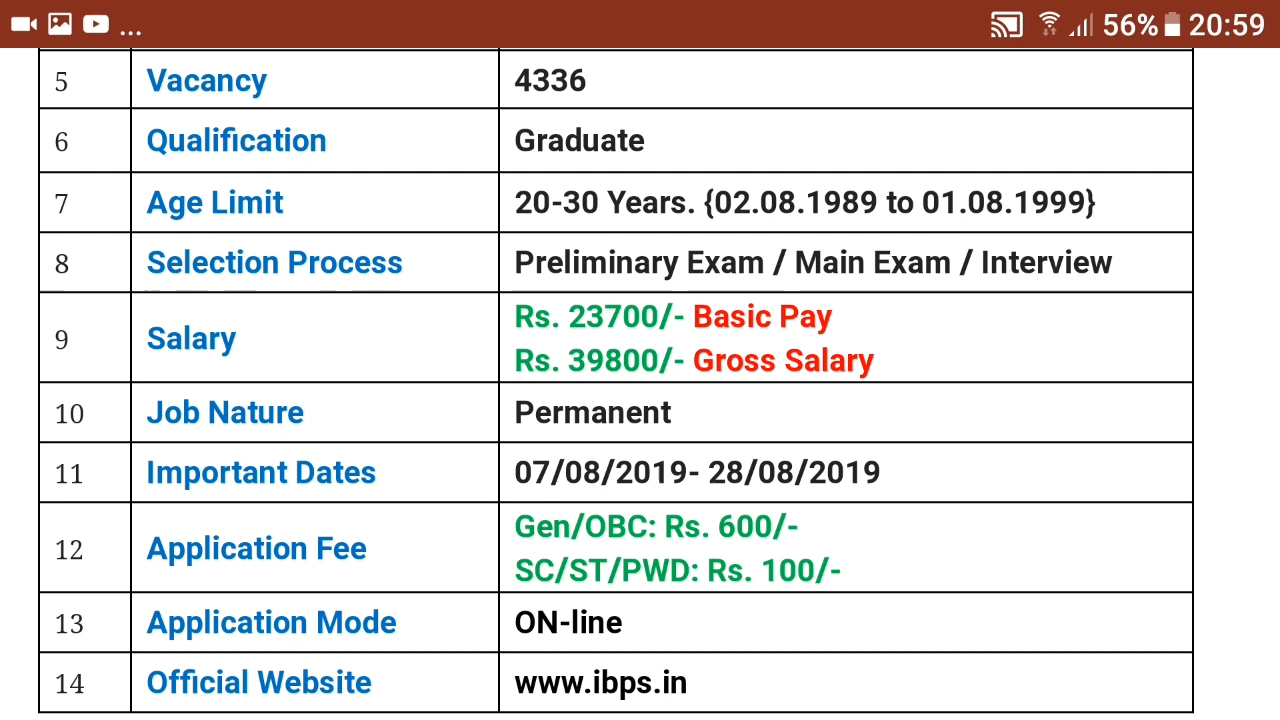 ... 56% 20:59
5 Vacancy 4336
6 Qualification Graduate
7 Age Limit 20-30 Years. {02.08.1989 to 01.08.1999}
8 Selection Process Preliminary Exam / Main Exam / Interview
9 Salary Rs. 23700/- Basic Pay
Rs. 39800/- Gross Salary
10 Job Nature Permanent
11 Important Dates 07/08/2019- 28/08/2019
12 Application Fee Gen/OBC: Rs. 600/-
SC/ST/PWD: Rs. 100/-
13 Application Mode ON-line
14 Official Website www.ibps.in